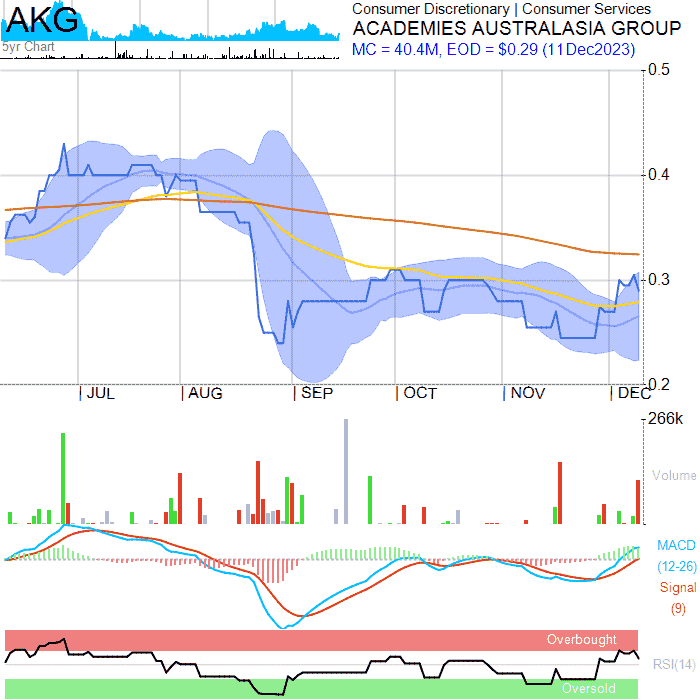 AKG
5yr Chart
Consumer Discretionary | Consumer Services
ACADEMIES AUSTRALASIA GROUP
MC = 40.4M, EOD = $0.29 (11Dec2023)
0.5
0.4
0.3
0.2
JUL
AUG
SEP
OCT
NOV
DEC
266k
Volume
MACD
(12-26)
Signal
(9)
Overbought
RSI(14)
Oversold